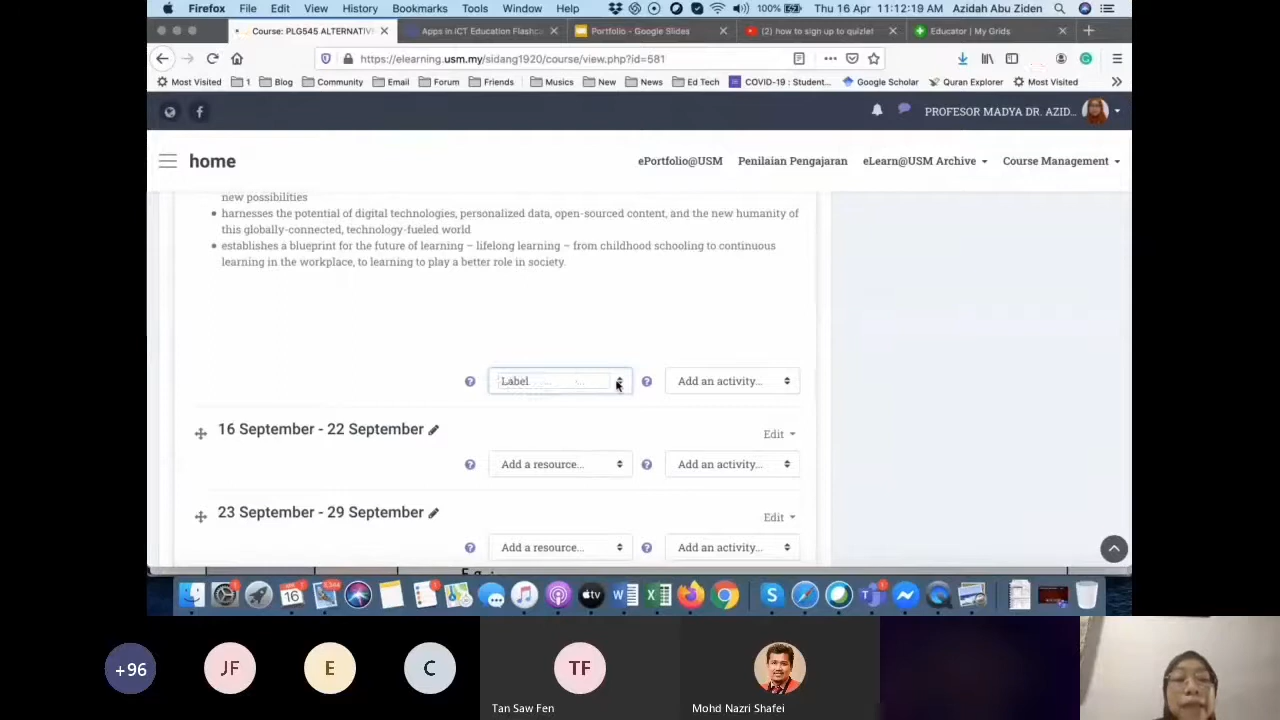 Firefox File Edit View History Bookmarks Tools Window Help 100% Thu 16 Apr 11:12:19 AM Azidah Abu Ziden
Course: PLG545 ALTERNATIV Apps in iCT Education Flashca Portfolio - Google Slides (2) how to sign up to quizlet Educator | My Grids
https://elearning.usm.my/sidang1920/course/view.php?id=581
Most Visited 1 Blog Community Email Forum Friends Musics New Ed Tech COVID-19 : Student... Google Scholar Quran Explorer Most Visited
PROFESOR MADYA DR. AZID...
home ePortfolio@USM Penilaian Pengajaran eLearn@USM Archive Course Management
new possibilities
harnesses the potential of digital technologies, personalized data, open-sourced content, and the new humanity of
this globally-connected, technology-fueled world
establishes a blueprint for the future of learning – lifelong learning – from childhood schooling to continuous
learning in the workplace, to learning to play a better role in society.
Label Add an activity...
16 September - 22 September Edit
Add a resource... Add an activity...
23 September - 29 September Edit
Add a resource... Add an activity...
+96 JF E C TF
Tan Saw Fen Mohd Nazri Shafei